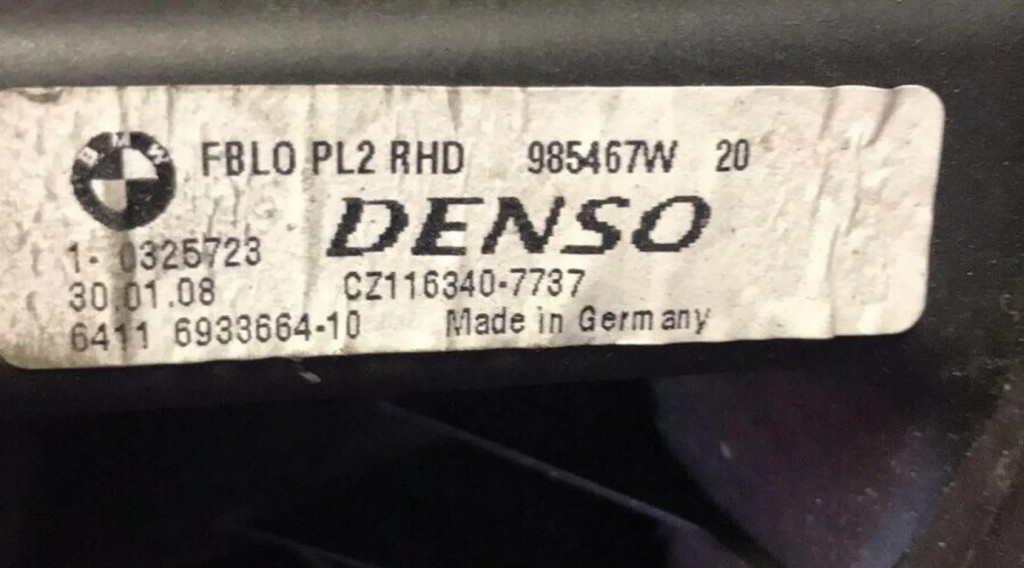 BMW FBLO PL2 RHD 985467W 20
DENSO
1- 0325723
30 01.08 CZ116340-7737
6411 6933664-10 Made in Germany